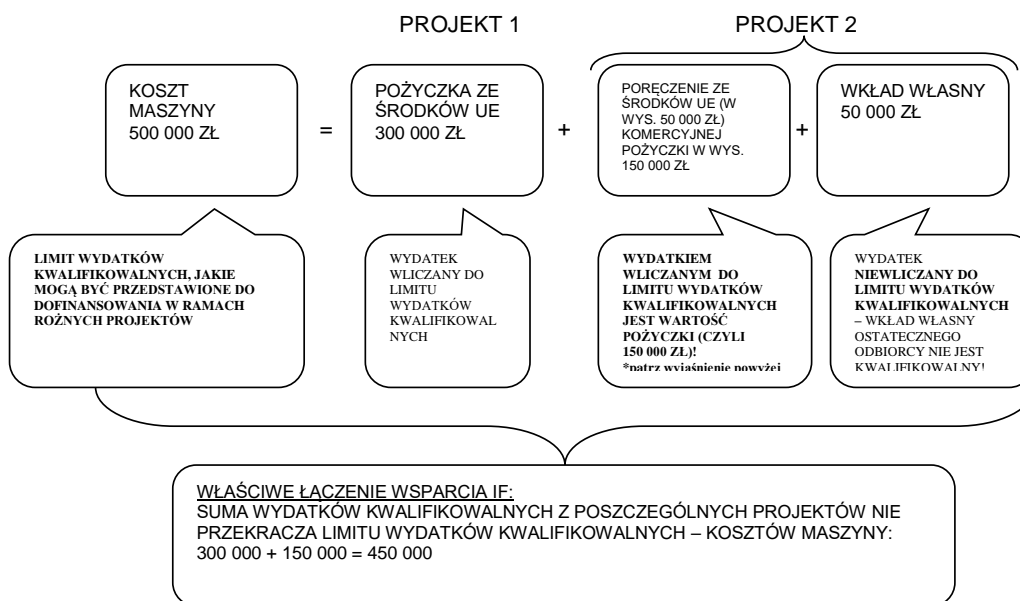 PROJEKT 1
PROJEKT 2
KOSZT
MASZYNY
500 000 ZŁ
=
POŻYCZKA ZE
ŚRODKÓW UE
300 000 ZŁ
+
PORĘCZENIE ZE
ŚRODKÓW UE (W
WYS. 50 000 ZŁ)
KOMERCYJNEJ
POŻYCZKI W WYS.
150 000 ZŁ
+
WKŁAD WŁASNY
50 000 ZŁ
LIMIT WYDATKÓW
KWALIFIKOWALNYCH, JAKIE
MOGĄ BYĆ PRZEDSTAWIONE DO
DOFINANSOWANIA W RAMACH
ROŻNYCH PROJEKTÓW
WYDATEK
WLICZANY DO
LIMITU
WYDATKÓW
KWALIFIKOWAL
NYCH
WYDATKIEM
WLICZANYM DO
LIMITU WYDATKÓW
KWALIFIKOWALNYCH
JEST WARTOŚĆ
POŻYCZKI (CZYLI
150 000 ZŁ)!
*patrz wyjaśnienie powyżej
WYDATEK
NIEWLICZANY DO
LIMITU WYDATKÓW
KWALIFIKOWALNYCH
– WKŁAD WŁASNY
OSTATECZNEGO
ODBIORCY NIE JEST
KWALIFIKOWALNY!
WŁAŚCIWE ŁĄCZENIE WSPARCIA IF:
SUMA WYDATKÓW KWALIFIKOWALNYCH Z POSZCZEGÓLNYCH PROJEKTÓW NIE
PRZEKRACZA LIMITU WYDATKÓW KWALIFIKOWALNYCH – KOSZTÓW MASZYNY:
300 000 + 150 000 = 450 000